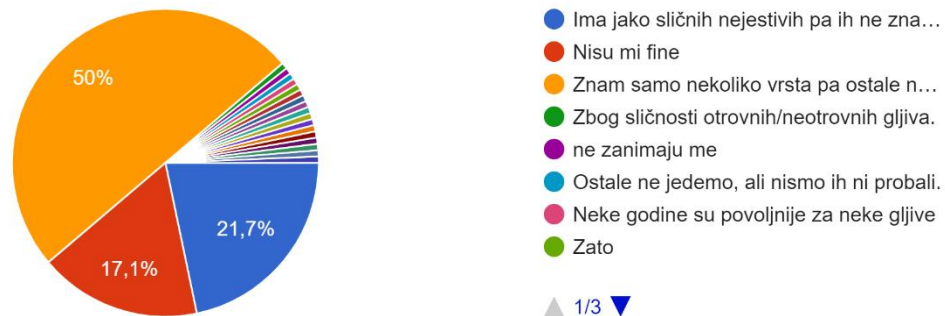 50%
21,7%
17,1%
Ima jako sličnih nejestivih pa ih ne zna…
Nisu mi fine
Znam samo nekoliko vrsta pa ostale n…
Zbog sličnosti otrovnih/neotrovnih gljiva.
ne zanimaju me
Ostale ne jedemo, ali nismo ih ni probali.
Neke godine su povoljnije za neke gljive
Zato
1/3